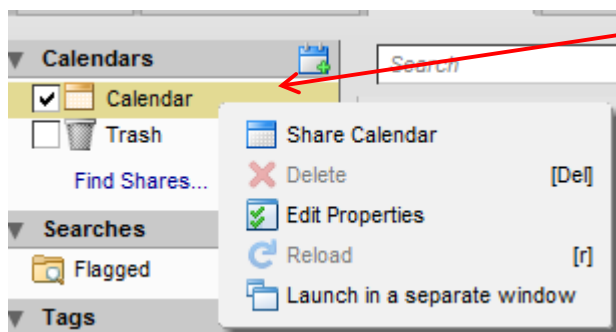 Calendars
Search
Calendar
Trash
Find Shares...
Searches
Flagged
Tags
Share Calendar
Delete [Del]
Edit Properties
Reload [r]
Launch in a separate window